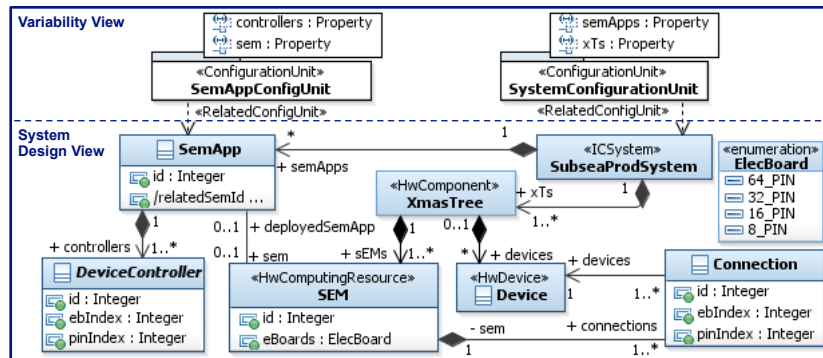 Variability View
controllers : Property
sem : Property
semApps : Property
xTs : Property
«ConfigurationUnit»
SemAppConfigUnit
«ConfigurationUnit»
SystemConfigurationUnit
«RelatedConfigUnit»
«RelatedConfigUnit»
System
Design View
SemApp
id : Integer
/relatedSemId ...
*
1
+ semApps
«ICSystem»
SubseaProdSystem
«enumeration»
ElecBoard
64_PIN
32_PIN
16_PIN
8_PIN
«HwComponent»
XmasTree
+ xTs
1
1..*
1
0..1
+ deployedSemApp
+ controllers
1..*
0..1
+ sem
1
+ sEMs
1..*
0..1
*
+ devices
DeviceController
id : Integer
ebIndex : Integer
pinIndex : Integer
«HwComputingResource»
SEM
id : Integer
eBoards : ElecBoard
«HwDevice»
Device
+ devices
1
1..*
Connection
id : Integer
ebIndex : Integer
pinIndex : Integer
- sem
1
+ connections
1..*